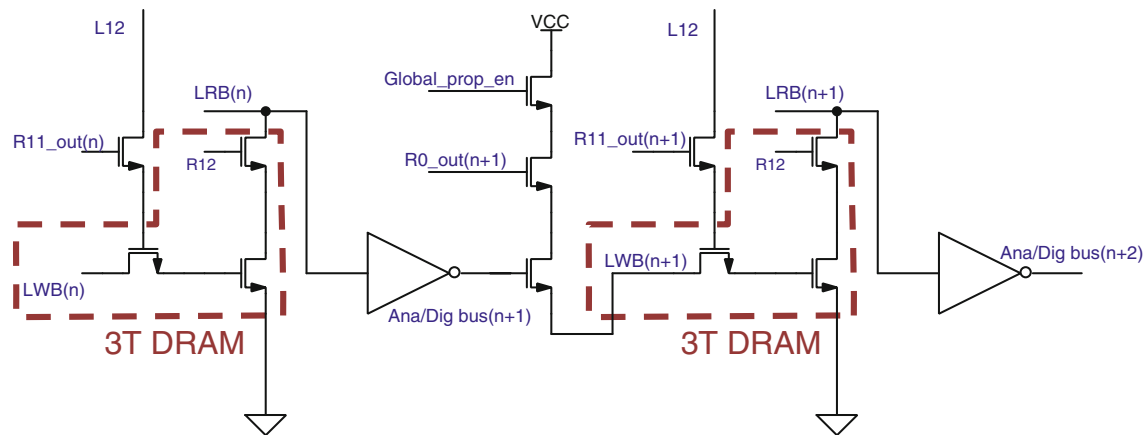 L12
VCC
L12
Global_prop_en
LRB(n)
LRB(n+1)
R11_out(n)
R12
R0_out(n+1)
R11_out(n+1)
R12
LWB(n)
LWB(n+1)
Ana/Dig bus(n+2)
Ana/Dig bus(n+1)
3T DRAM
3T DRAM